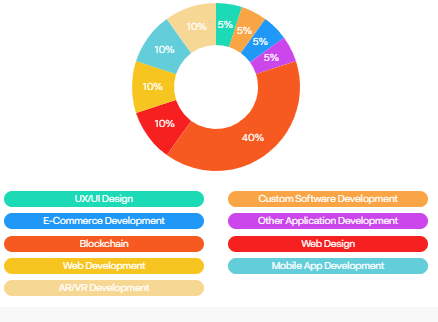 5%
5%
5%
5%
40%
10%
10%
10%
10%
UX/UI Design
Custom Software Development
E-Commerce Development
Other Application Development
Blockchain
Web Design
Web Development
Mobile App Development
AR/VR Development